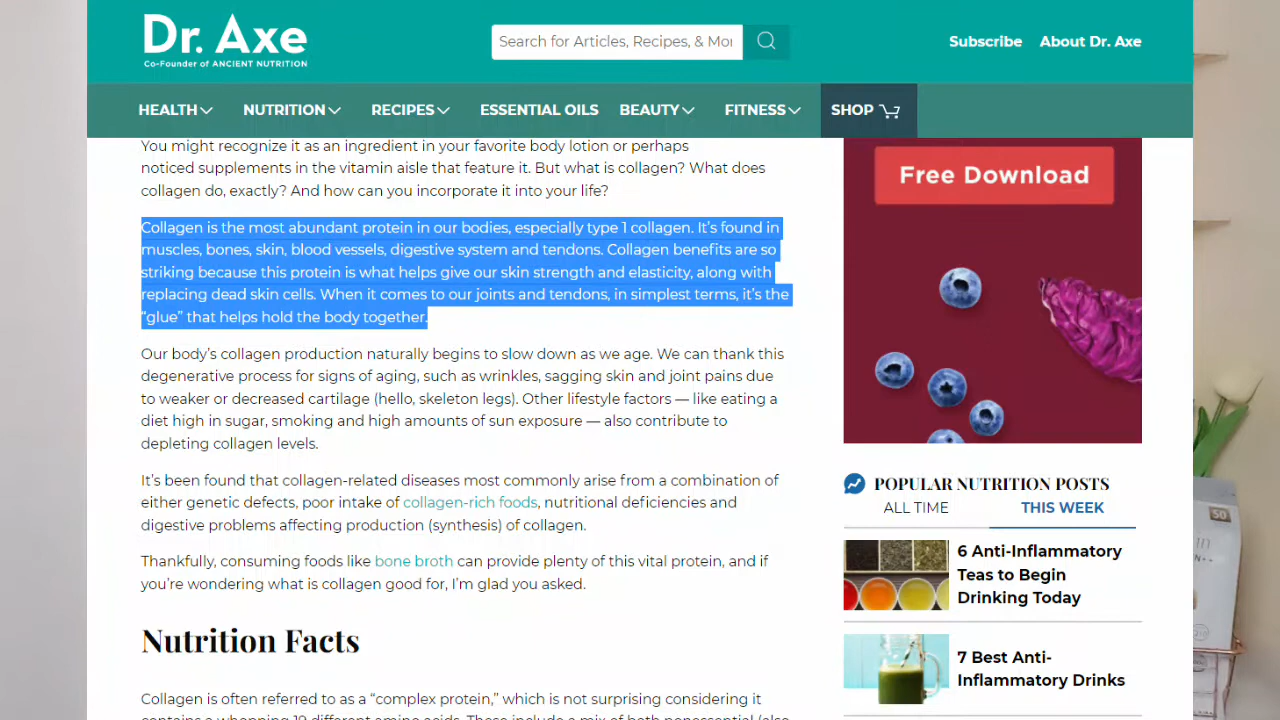 Dr. Axe
Co-Founder of ANCIENT NUTRITION
Search for Articles, Recipes, & Mor
Subscribe
About Dr. Axe
HEALTH
NUTRITION
RECIPES
ESSENTIAL OILS
BEAUTY
FITNESS
SHOP
You might recognize it as an ingredient in your favorite body lotion or perhaps
noticed supplements in the vitamin aisle that feature it. But what is collagen? What does
collagen do, exactly? And how can you incorporate it into your life?
Collagen is the most abundant protein in our bodies, especially type 1 collagen. It’s found in
muscles, bones, skin, blood vessels, digestive system and tendons. Collagen benefits are so
striking because this protein is what helps give our skin strength and elasticity, along with
replacing dead skin cells. When it comes to our joints and tendons, in simplest terms, it’s the
“glue” that helps hold the body together.
Our body’s collagen production naturally begins to slow down as we age. We can thank this
degenerative process for signs of aging, such as wrinkles, sagging skin and joint pains due
to weaker or decreased cartilage (hello, skeleton legs). Other lifestyle factors — like eating a
diet high in sugar, smoking and high amounts of sun exposure — also contribute to
depleting collagen levels.
It’s been found that collagen-related diseases most commonly arise from a combination of
either genetic defects, poor intake of collagen-rich foods, nutritional deficiencies and
digestive problems affecting production (synthesis) of collagen.
Thankfully, consuming foods like bone broth can provide plenty of this vital protein, and if
you’re wondering what is collagen good for, I’m glad you asked.
Nutrition Facts
Collagen is often referred to as a “complex protein,” which is not surprising considering it
contains a whopping 19 different amino acids. These include a mix of both nonessential (also
Free Download
POPULAR NUTRITION POSTS
ALL TIME
THIS WEEK
6 Anti-Inflammatory
Teas to Begin
Drinking Today
7 Best Anti-
Inflammatory Drinks
50